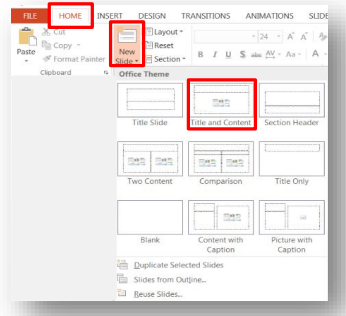 FILE HOME INSERT DESIGN TRANSITIONS ANIMATIONS SLIDE
Cut
Copy
Format Painter
Paste
Clipboard
New
Slide
Layout
Reset
Section
24
B I U S abc AV Aa A
Office Theme
Title Slide
Title and Content
Section Header
Two Content
Comparison
Title Only
Blank
Content with
Caption
Picture with
Caption
Duplicate Selected Slides
Slides from Outline...
Reuse Slides...